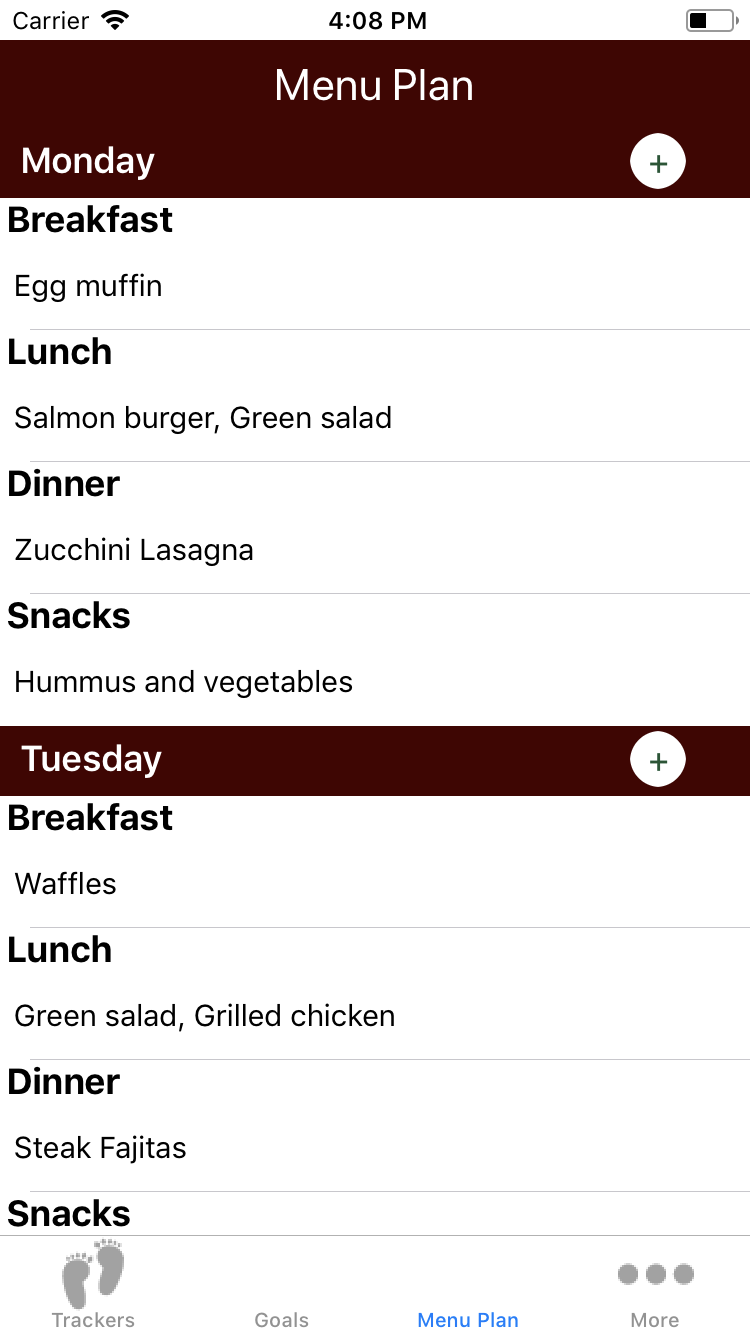 Carrier 4:08 PM
Menu Plan
Monday +
Breakfast
Egg muffin
Lunch
Salmon burger, Green salad
Dinner
Zucchini Lasagna
Snacks
Hummus and vegetables
Tuesday +
Breakfast
Waffles
Lunch
Green salad, Grilled chicken
Dinner
Steak Fajitas
Snacks
Trackers Goals Menu Plan More